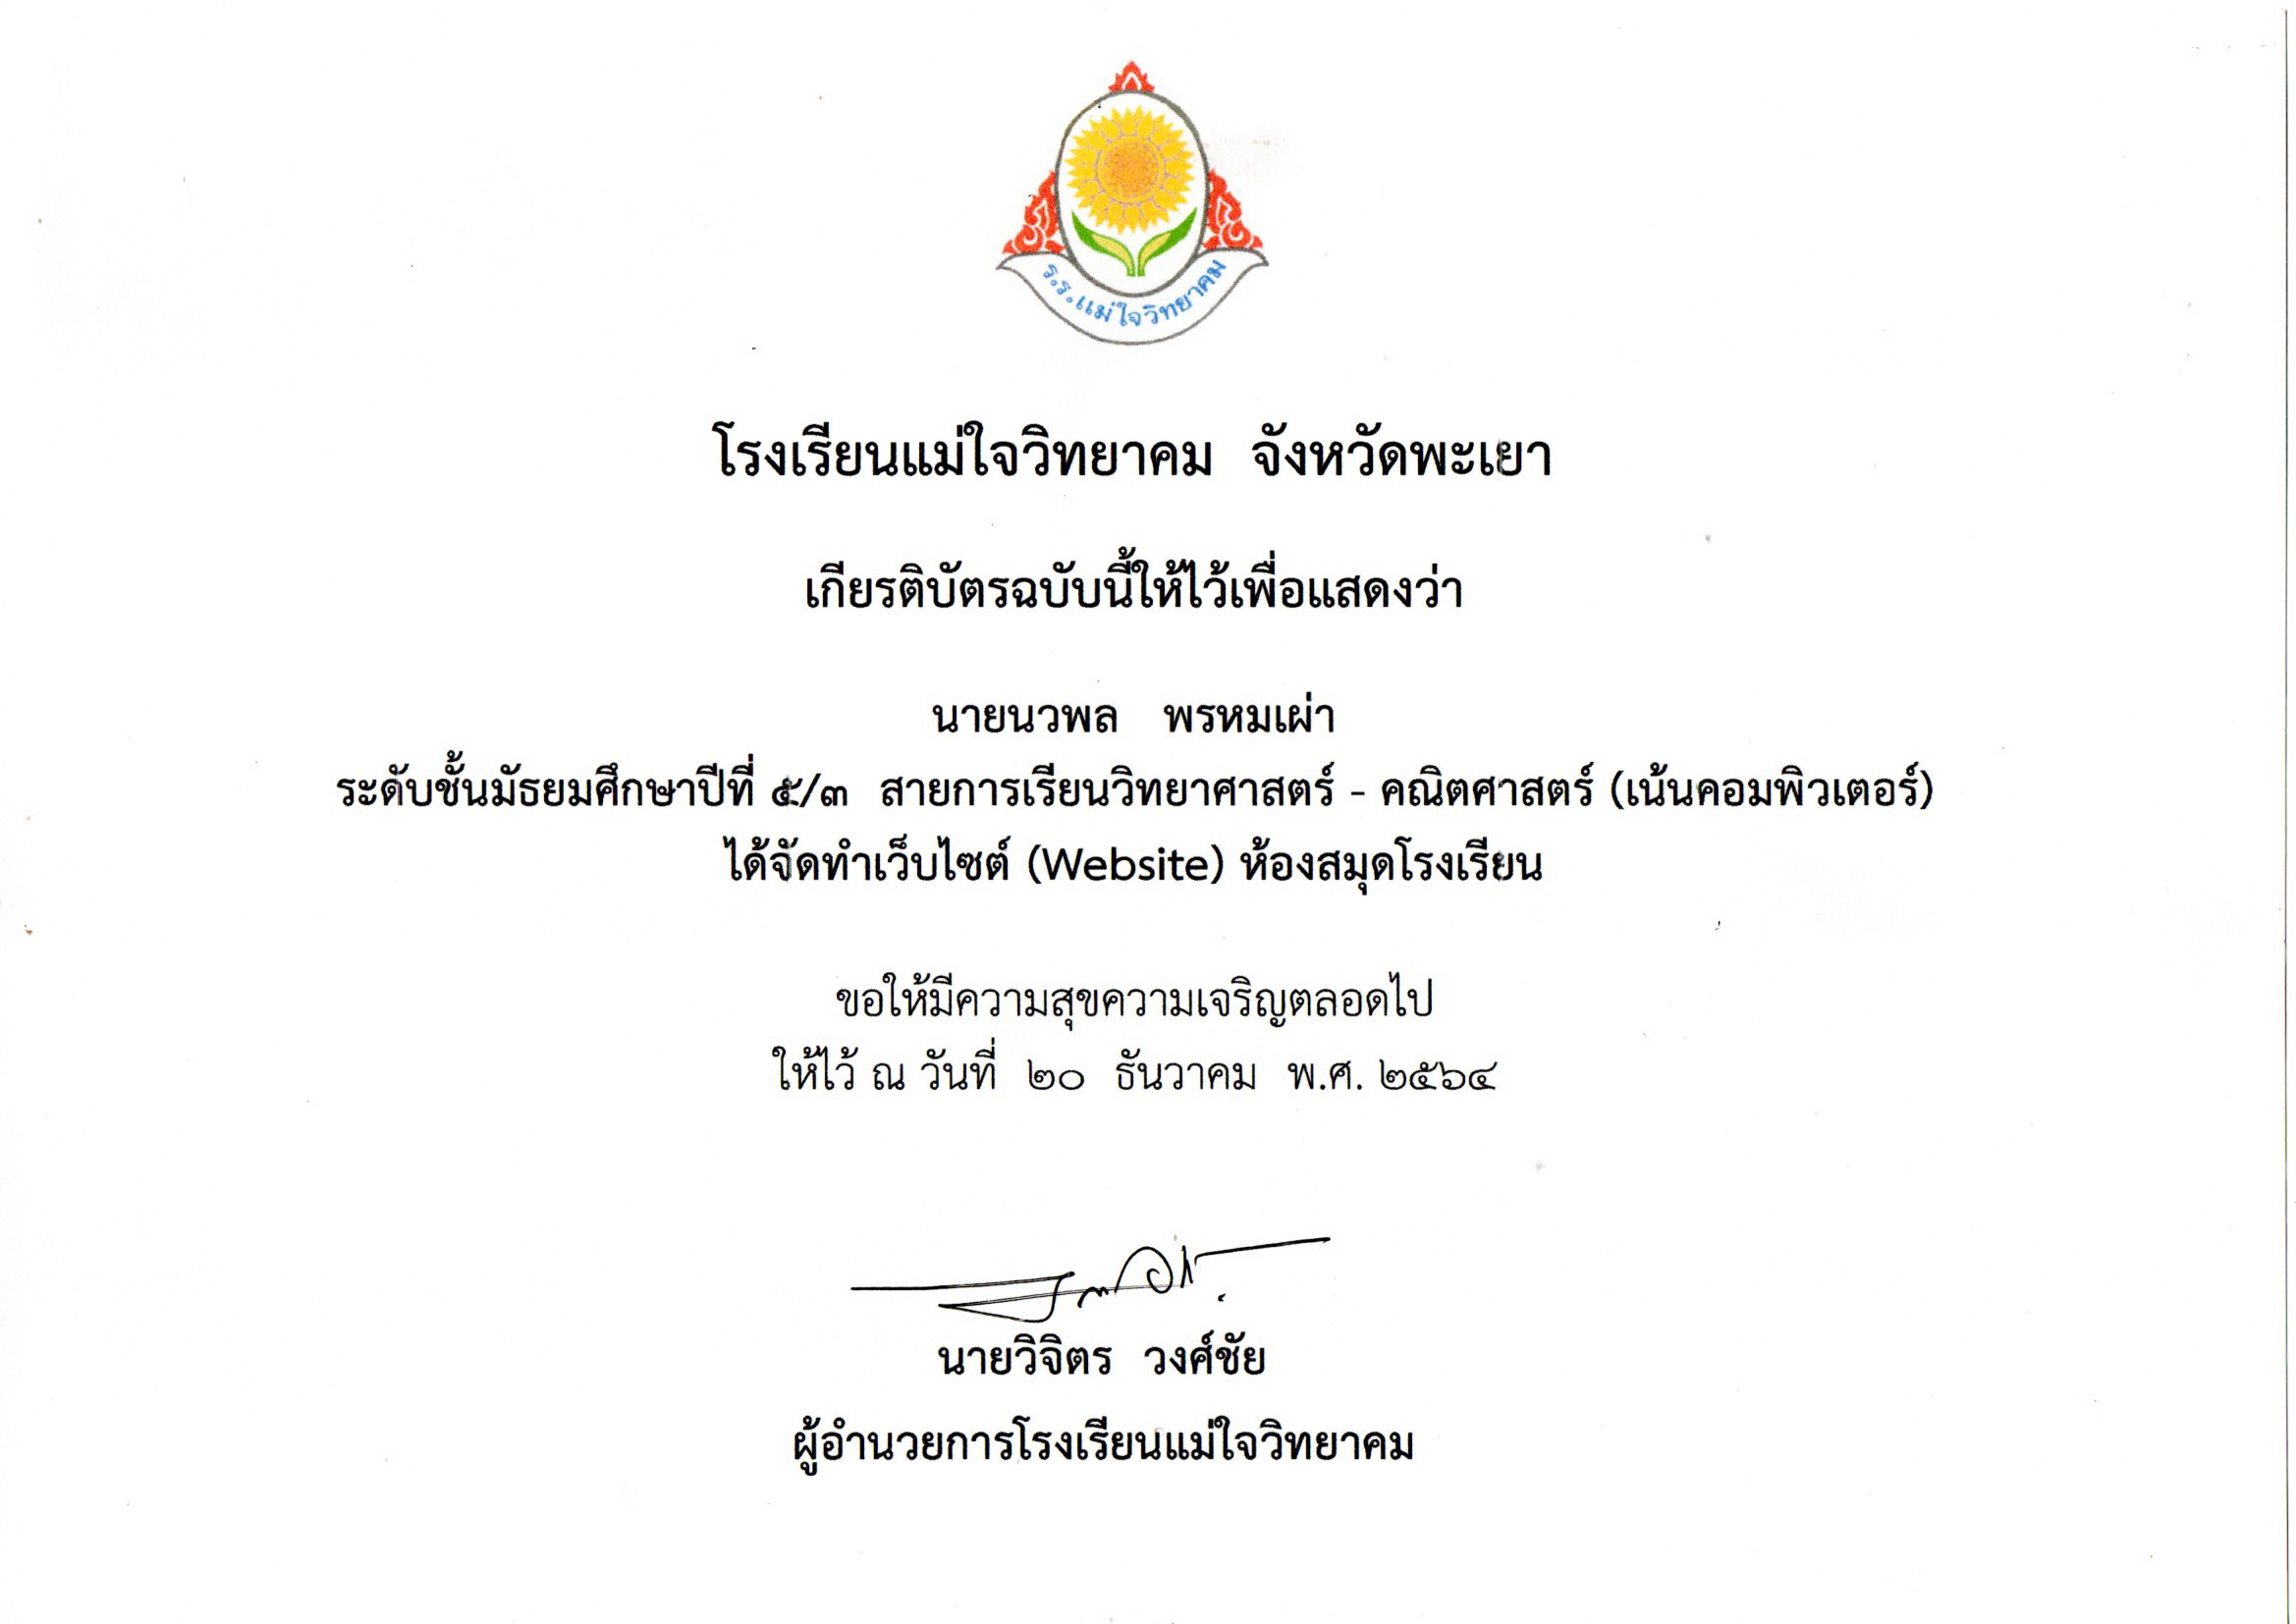 ร.ร.แม่ใจวิทยาคม
โรงเรียนแม่ใจวิทยาคม จังหวัดพะเยา
เกียรติบัตรฉบับนี้ให้ไว้เพื่อแสดงว่า
นายนวพล พรหมเผ่า
ระดับชั้นมัธยมศึกษาปีที่ ๕/๓ สายการเรียนวิทยาศาสตร์ - คณิตศาสตร์ (เน้นคอมพิวเตอร์)
ได้จัดทำเว็บไซต์ (Website) ห้องสมุดโรงเรียน
ขอให้มีความสุขความเจริญตลอดไป
ให้ไว้ ณ วันที่ ๒๐ ธันวาคม พ.ศ. ๒๕๖๔
นายวิจิตร วงศ์ชัย
ผู้อำนวยการโรงเรียนแม่ใจวิทยาคม